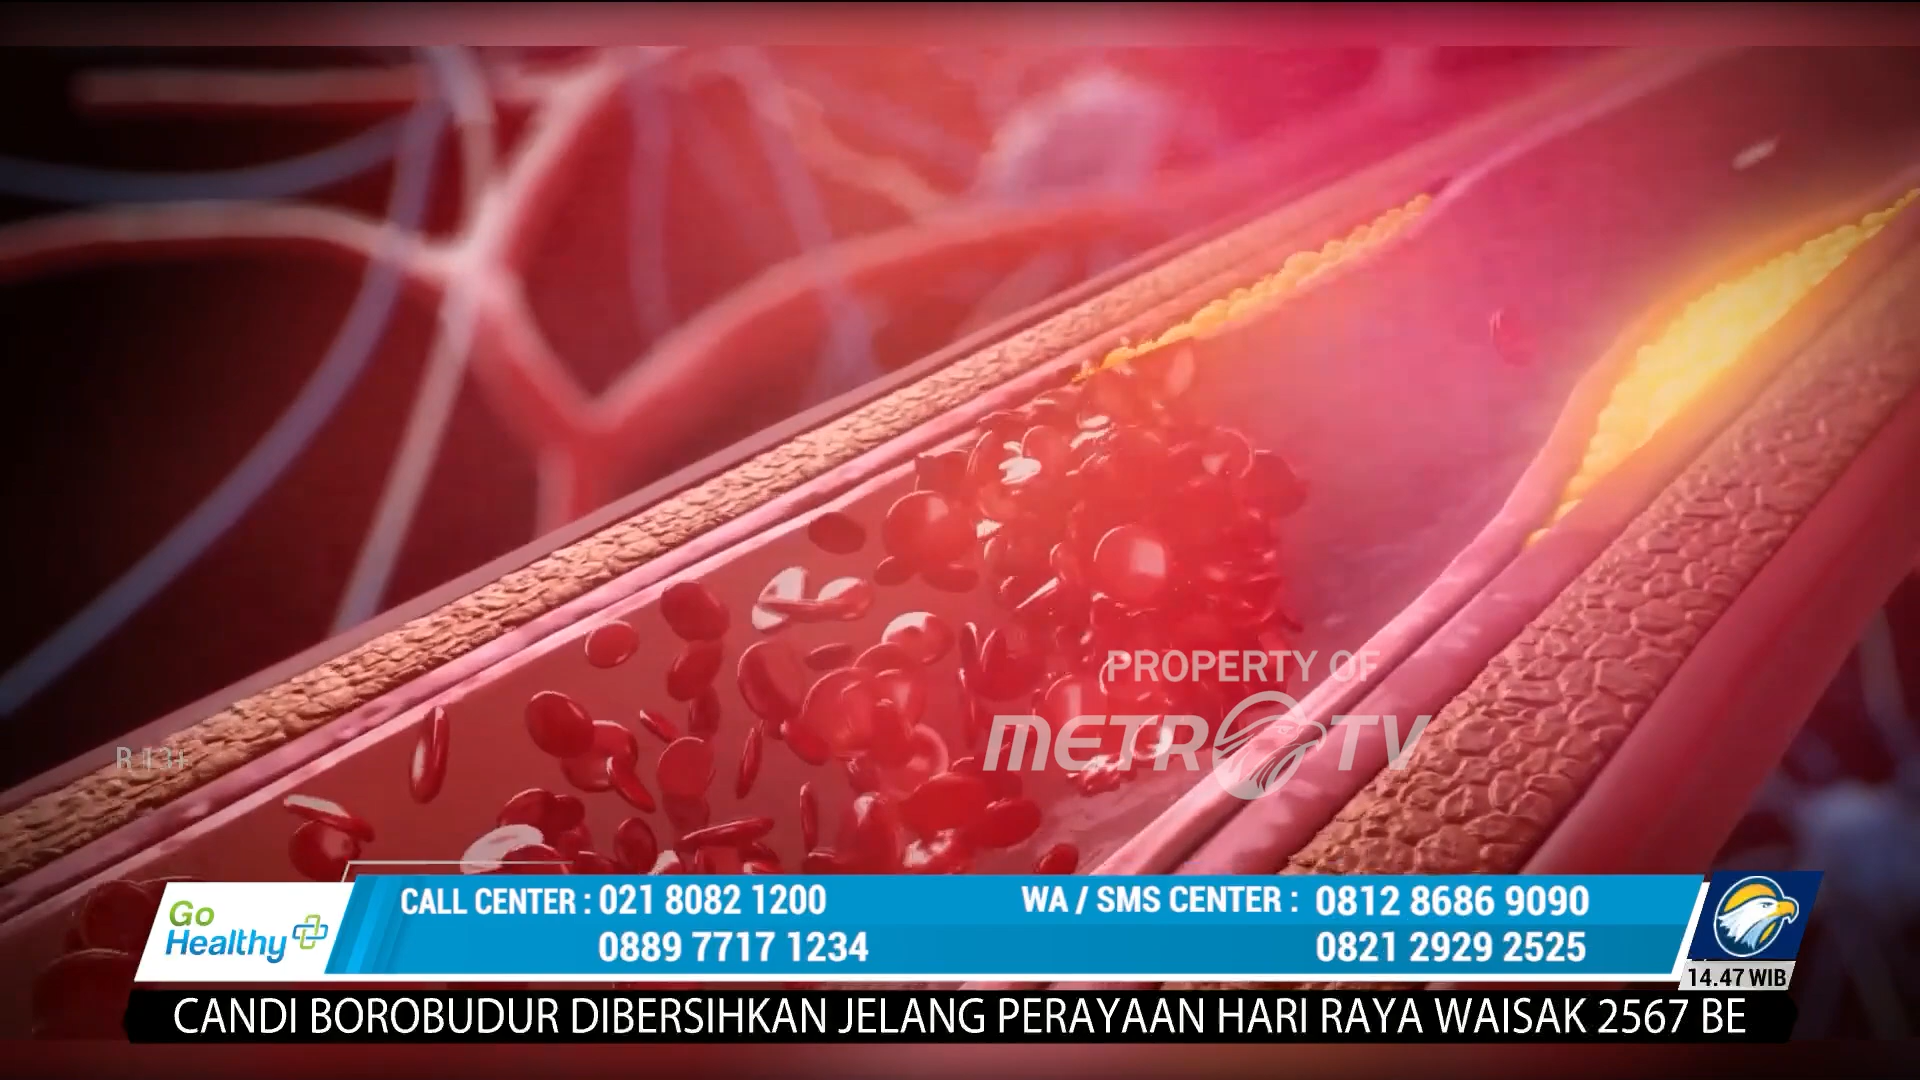 PROPERTY OF
METRO TV
R 13+
Go
Healthy
CALL CENTER : 021 8082 1200
0889 7717 1234
WA / SMS CENTER : 0812 8686 9090
0821 2929 2525
14.47 WIB
CANDI BOROBUDUR DIBERSIHKAN JELANG PERAYAAN HARI RAYA WAISAK 2567 BE